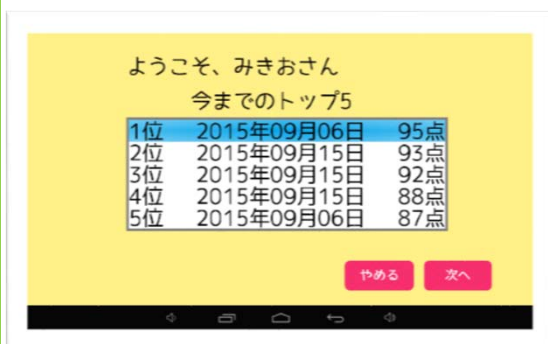 ようこそ、みきおさん
今までのトップ5
1位 2015年09月06日 95点
2位 2015年09月15日 93点
3位 2015年09月15日 92点
4位 2015年09月15日 88点
5位 2015年09月06日 87点
やめる 次へ